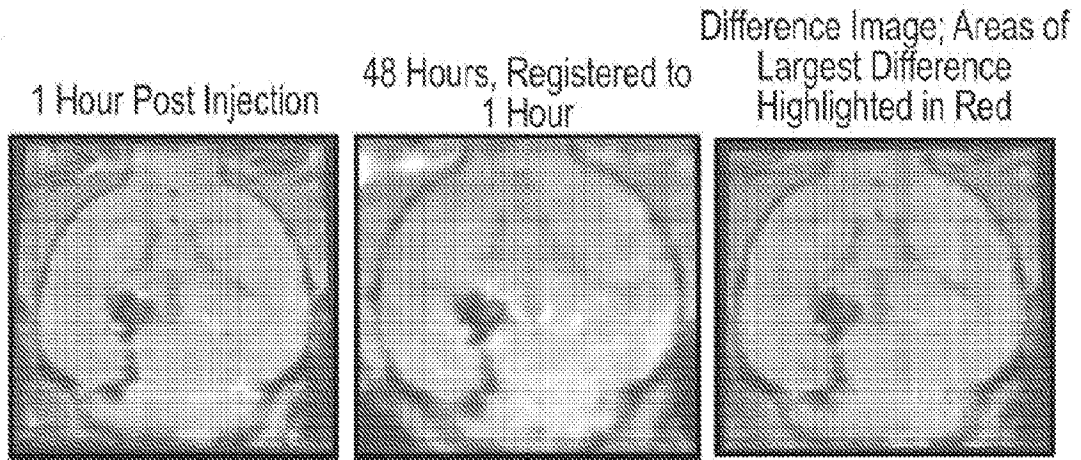 1 Hour Post Injection
48 Hours, Registered to
1 Hour
Difference Image; Areas of
Largest Difference
Highlighted in Red